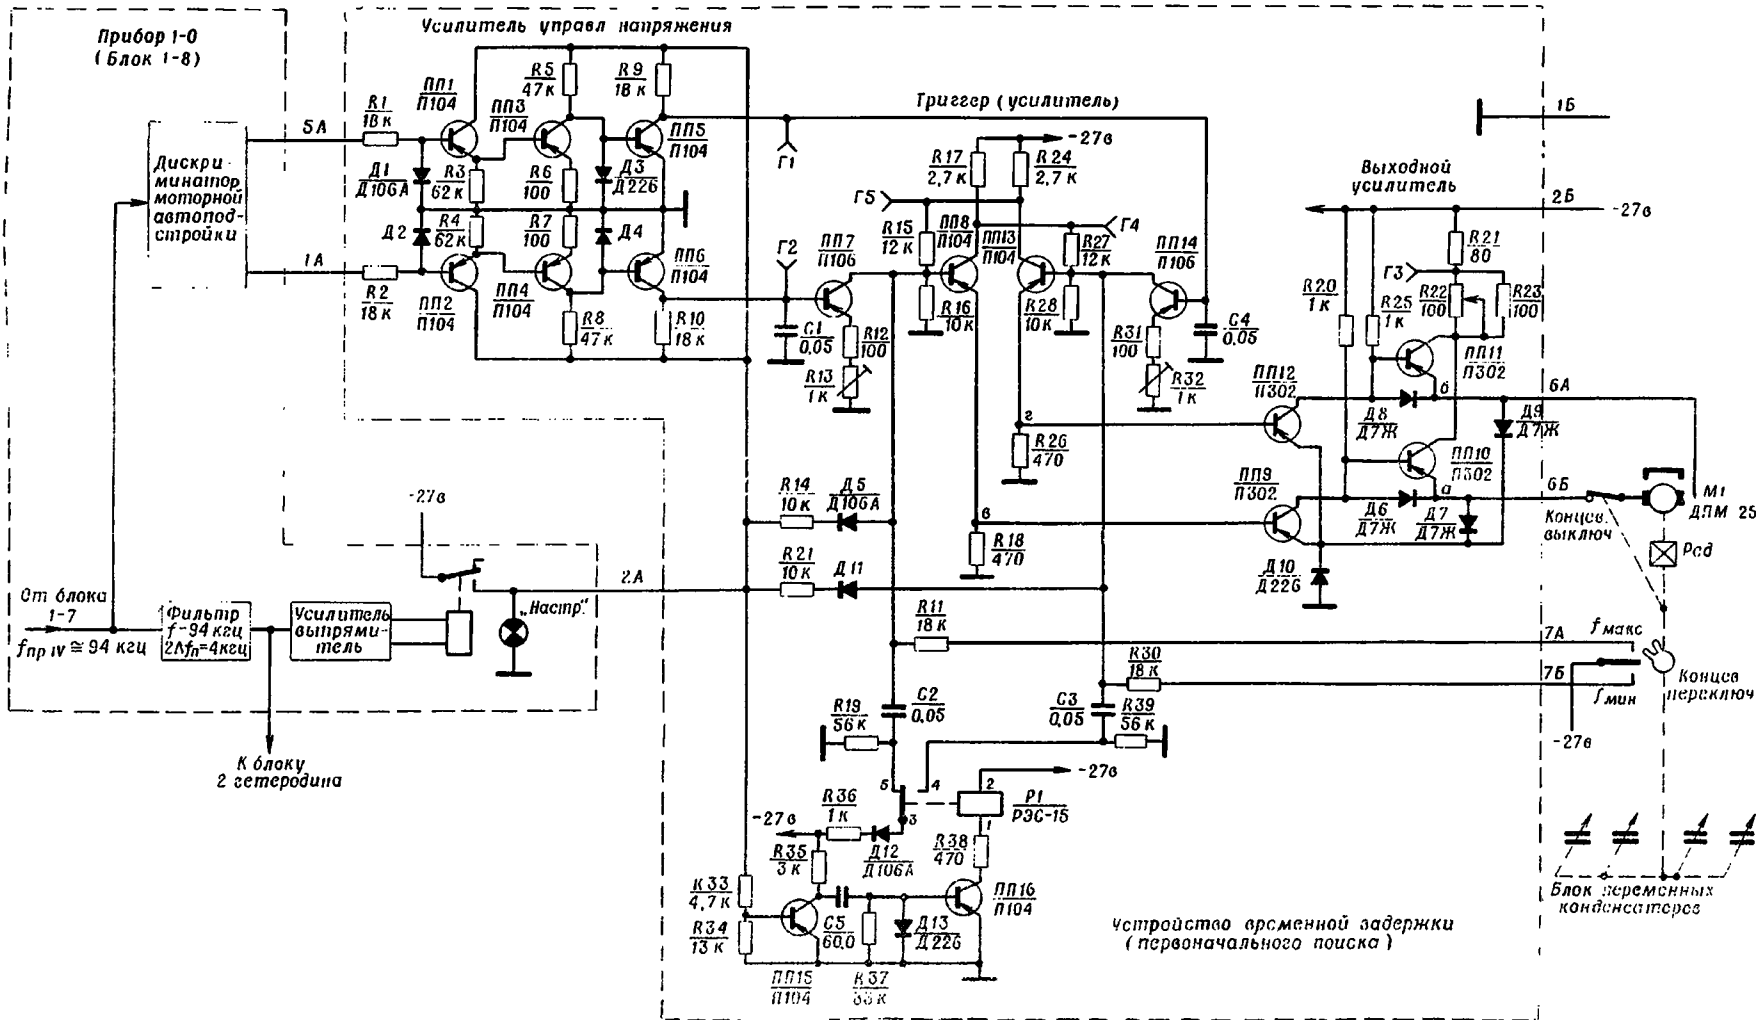 Прибор 1-0
(Блок 1-8)
Усилитель управл напряжения
Дискри-
минатор
моторной
автопод-
стройки
5А
1А
R1
18 к
R2
18 к
Д1
Д106А
Д2
ПП1
П104
ПП2
П104
R3
62 к
R4
62 к
ПП3
П104
ПП4
П104
R5
47 к
R6
100
R7
100
R8
47 к
R9
18 к
R10
18 к
Д3
Д226
Д4
ПП5
П104
ПП6
П104
Г1
Г2
Триггер (усилитель)
-27в
R17
2,7 к
R24
2,7 к
Г5
Г4
R15
12 к
ПП8
П104
ПП13
П104
R27
12 к
ПП7
П106
ПП14
П106
R16
10 к
R28
10 к
С1
0,05
R12
100
R13
1 к
R31
100
R32
1 к
С4
0,05
г
R26
470
в
R18
470
1Б
2Б
-27в
Выходной
усилитель
R21
80
Г3
R20
1 к
R25
1 к
R22
100
R23
100
ПП11
П302
ПП12
П302
б
6А
Д8
Д7Ж
Д9
Д7Ж
ПП10
П302
ПП9
П302
а
6Б
Д6
Д7Ж
Д7
Д7Ж
Д10
Д226
Концев.
выключ
М1
ДПМ 25
Ред
R14
10 к
Д5
Д106А
R21
10 к
Д11
2А
-27в
„Настр."
От блока
1-7
fпр IV ≅ 94 кгц
Фильтр
f-94 кгц
2Δfп=4кгц
Усилитель
выпрями-
тель
К блоку
2 гетеродина
R11
18 к
7А
fмакс
R30
18 к
7Б
fмин
Концев
переключ
-27в
R19
56 к
С2
0,05
С3
0,05
R39
56 к
5
4
3
2
1
-27в
Р1
РЭС-15
R38
470
-27в
R36
1 к
R35
3 к
Д12
Д106А
R33
4,7 к
R34
13 к
С5
60,0
Д13
Д226
ПП16
П104
ПП15
П104
R37
Устройство временной задержки
(первоначального поиска)
Блок переменных
конденсаторов